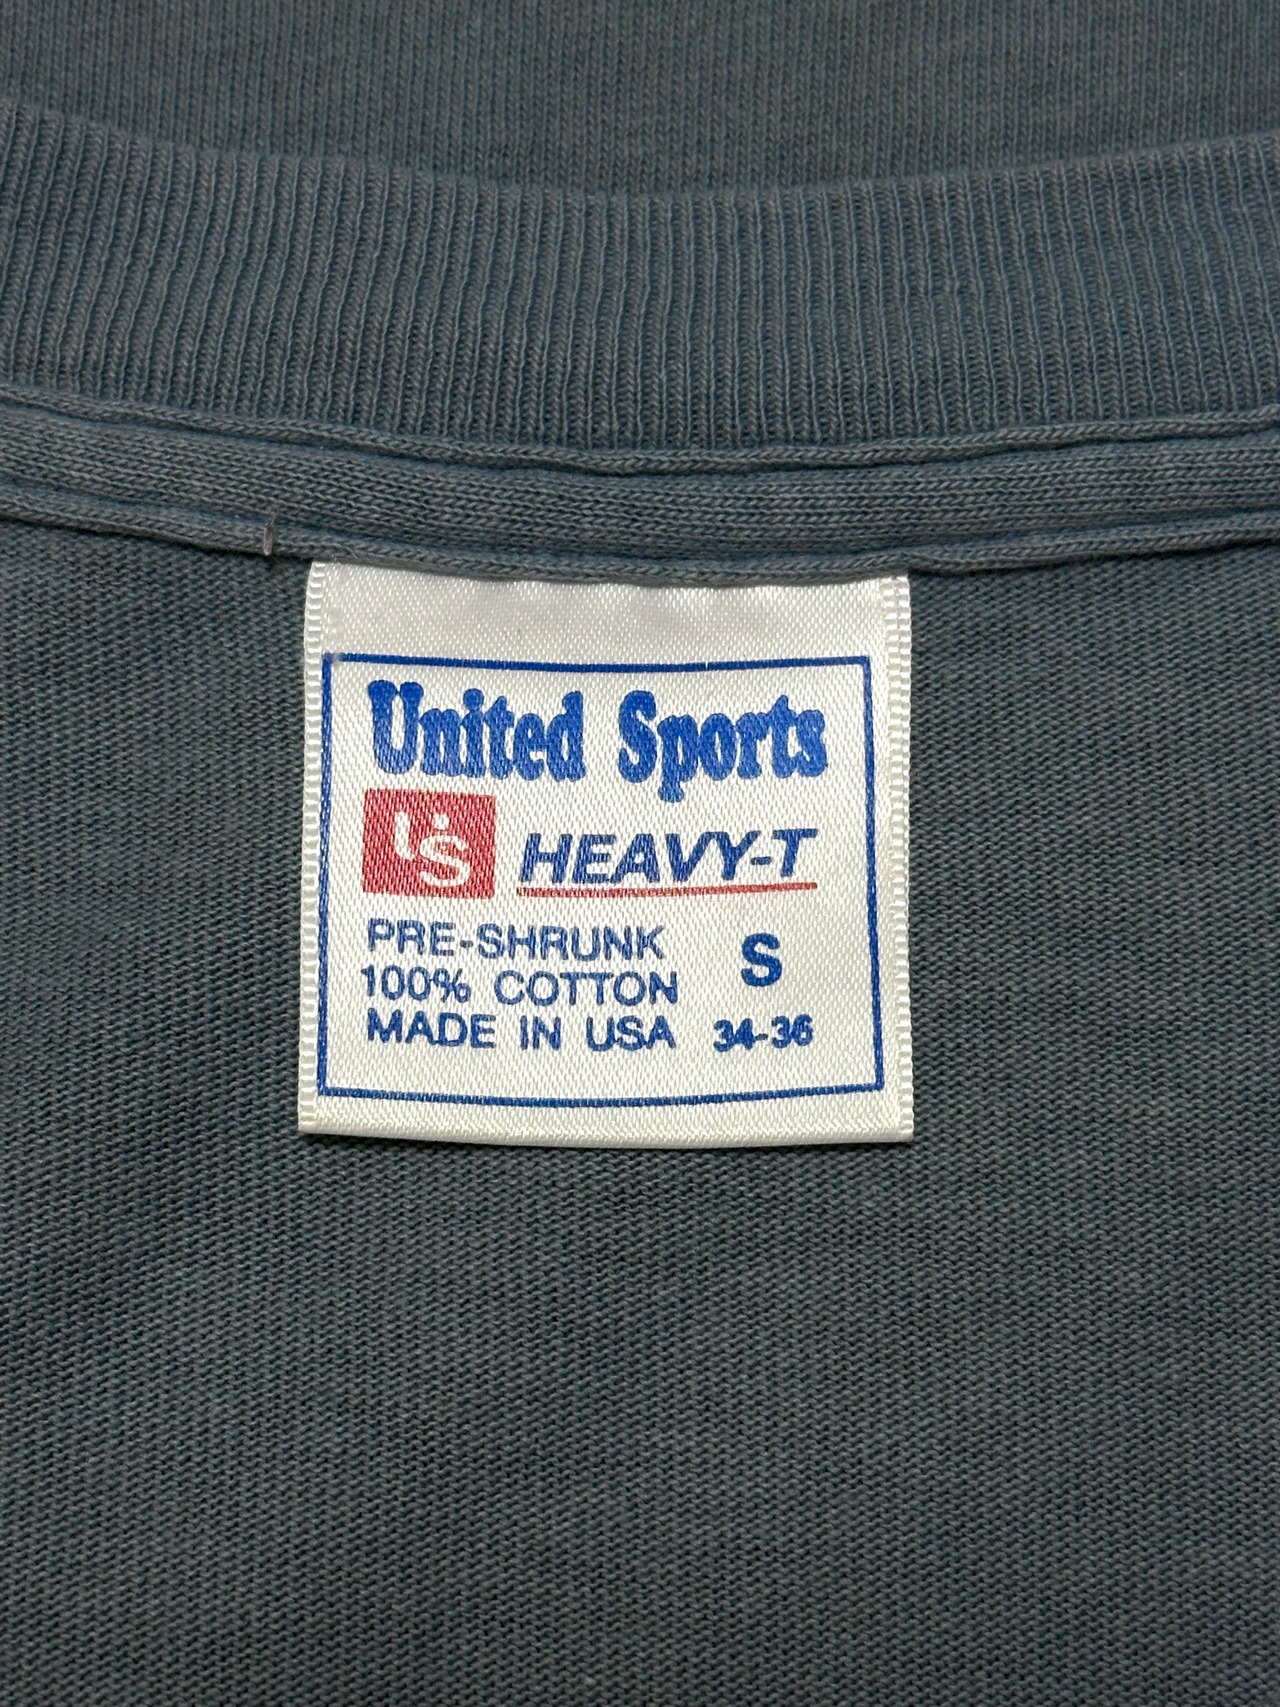 United Sports
US HEAVY-T
PRE-SHRUNK S
100% COTTON
MADE IN USA 34-36